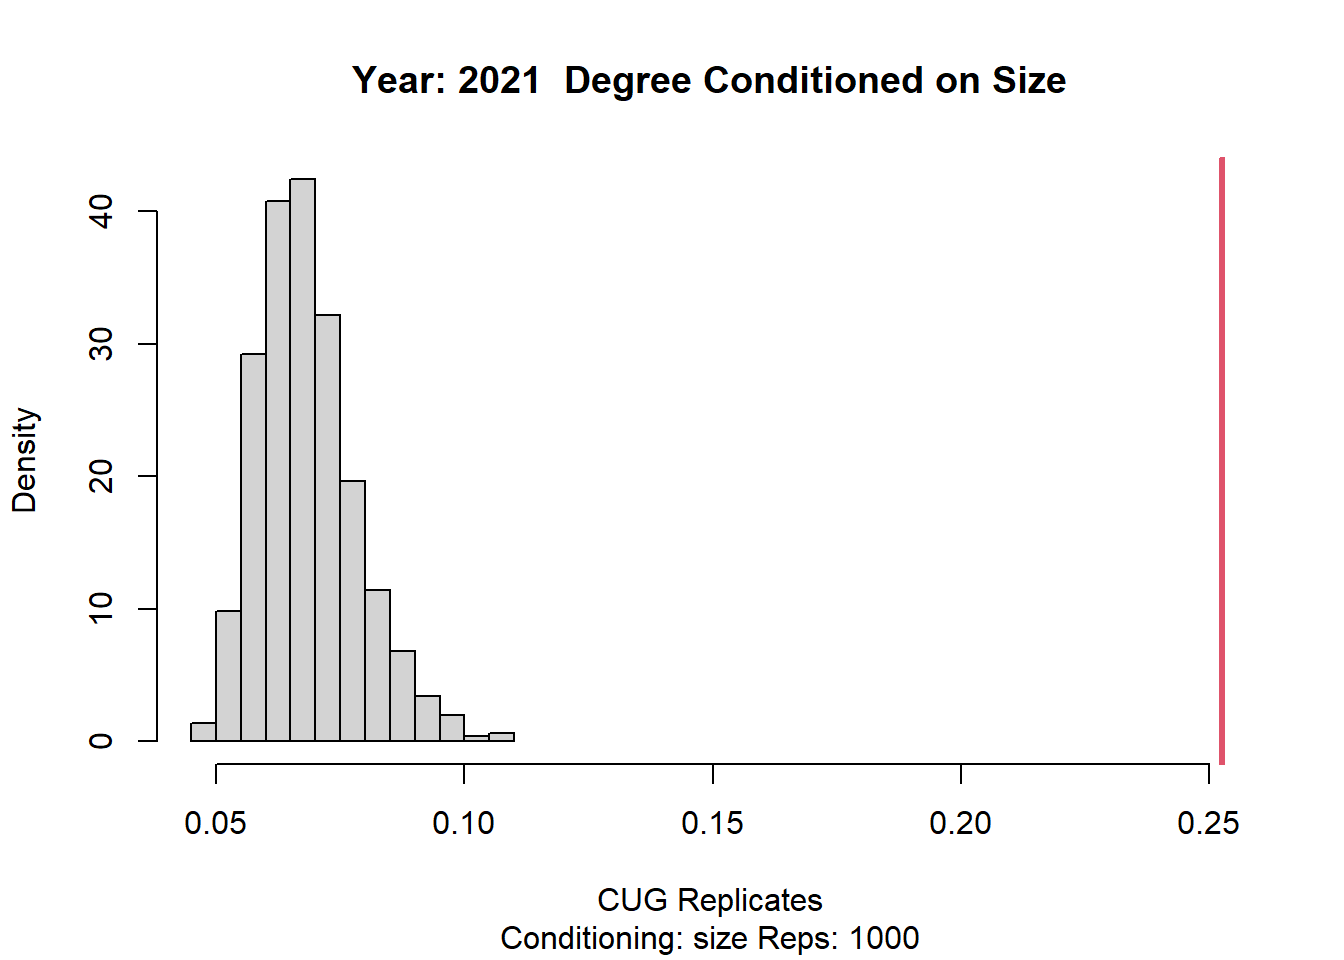 Year: 2021  Degree Conditioned on Size
40
30
20
10
0
Density
0.05 0.10 0.15 0.20 0.25
CUG Replicates
Conditioning: size Reps: 1000